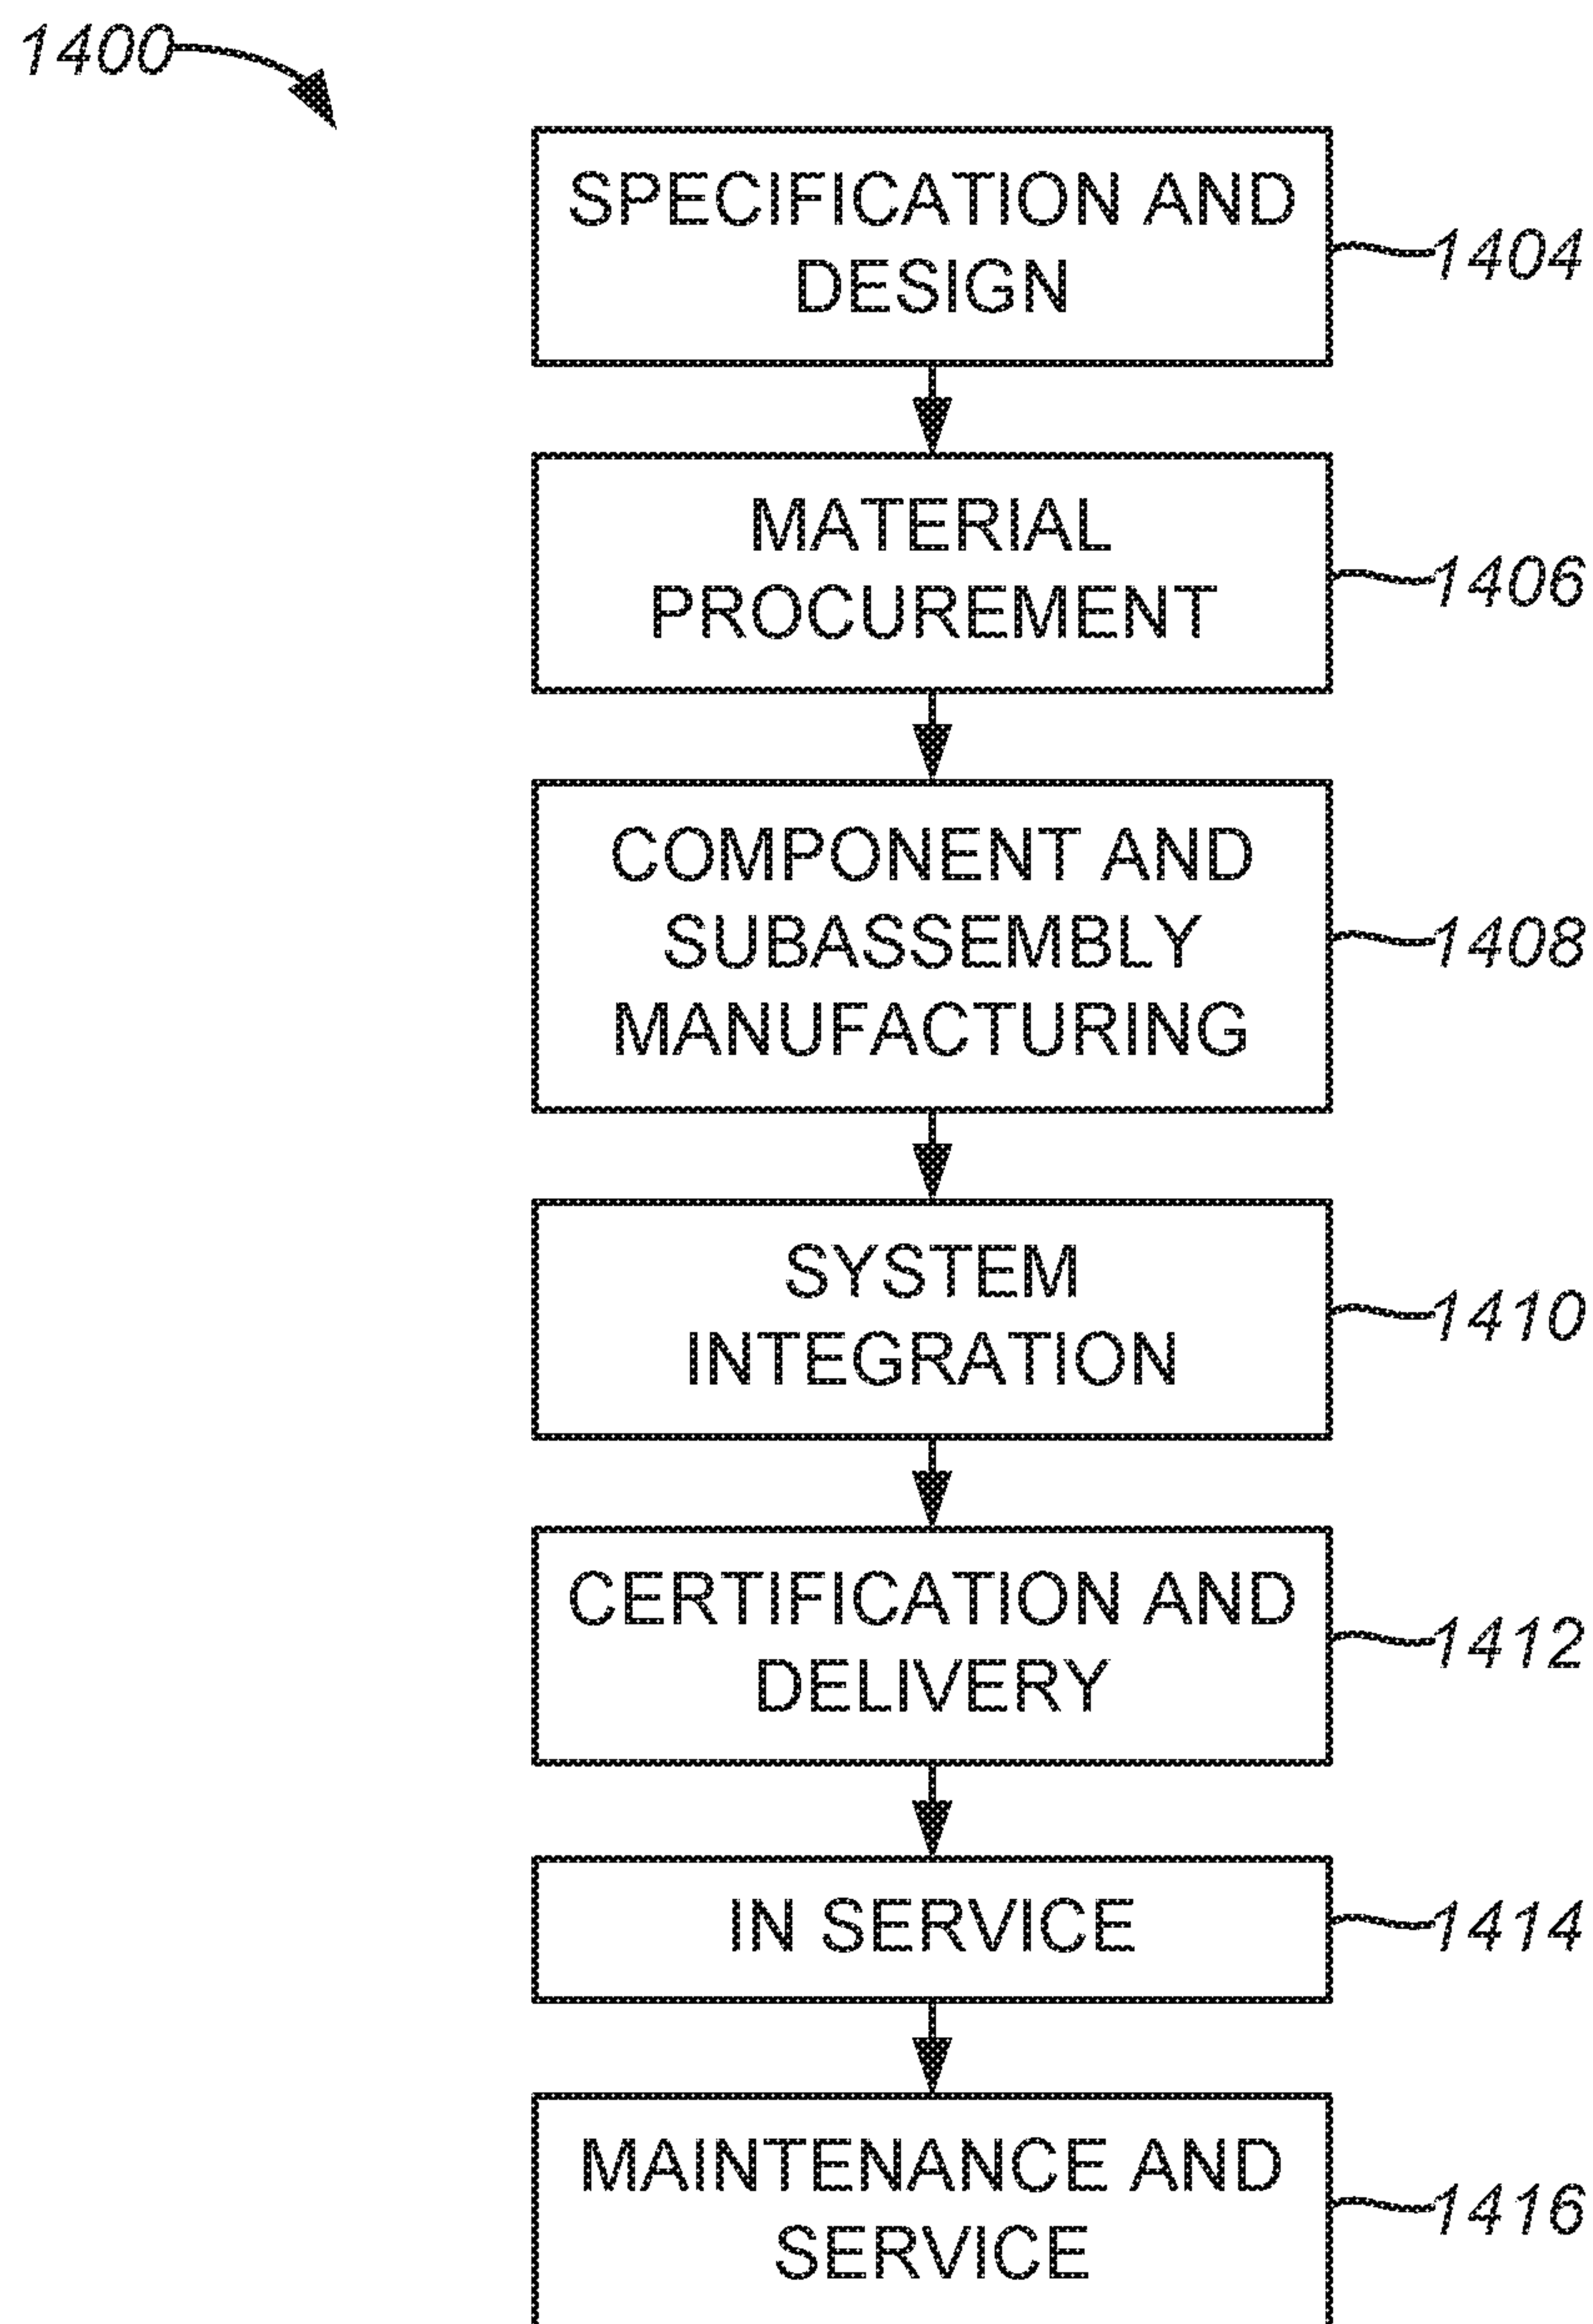 1400
SPECIFICATION AND
DESIGN
1404
MATERIAL
PROCUREMENT
1406
COMPONENT AND
SUBASSEMBLY
MANUFACTURING
1408
SYSTEM
INTEGRATION
1410
CERTIFICATION AND
DELIVERY
1412
IN SERVICE
1414
MAINTENANCE AND
SERVICE
1416